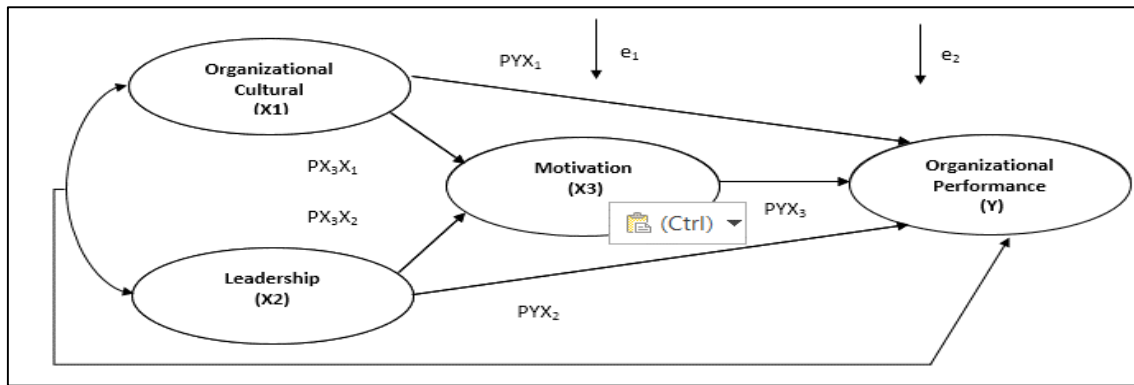 Organizational
Cultural
(X1)
PYX₁
e₁
e₂
PX₃X₁
Motivation
(X3)
Organizational
Performance
(Y)
PX₃X₂
(Ctrl)
PYX₃
Leadership
(X2)
PYX₂